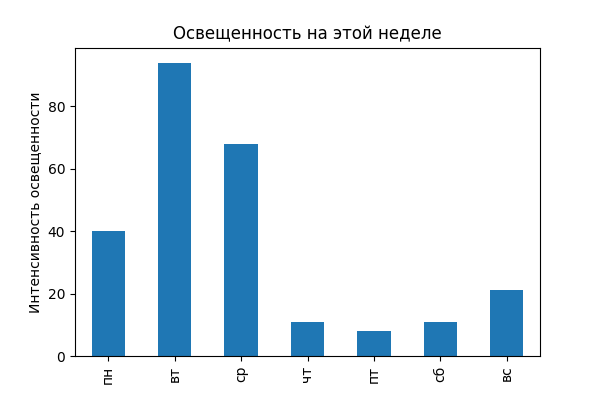 Освещенность на этой неделе
Интенсивность освещенности
80
60
40
20
0
пн
вт
ср
чт
пт
сб
вс